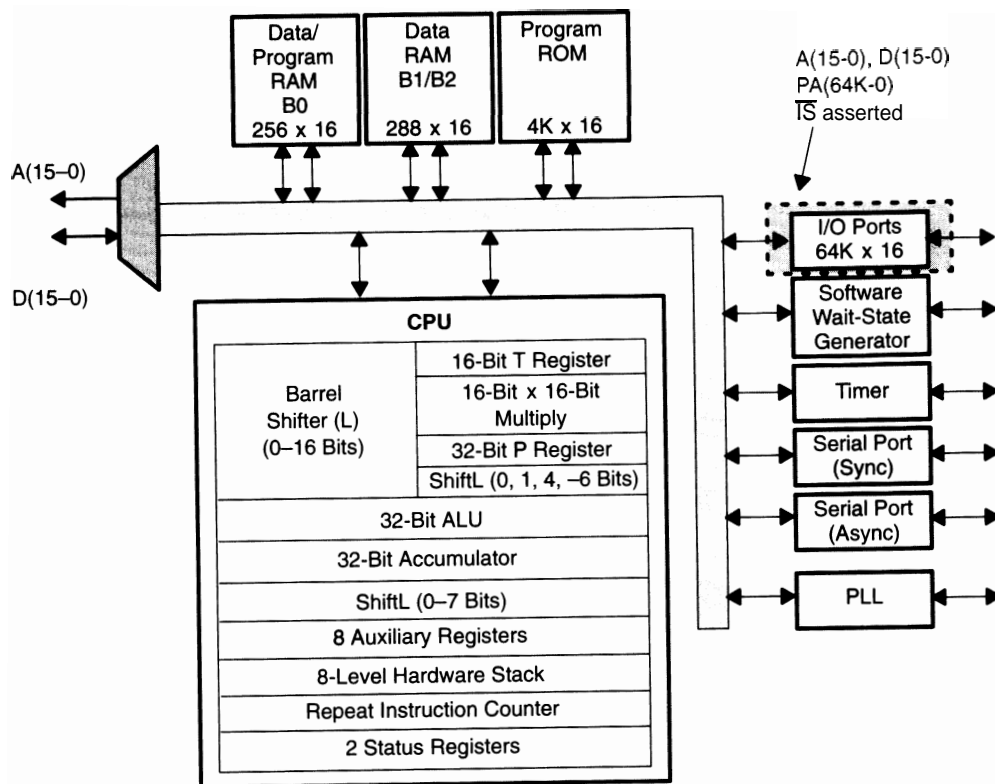 Data/
Program
RAM
B0
256 x 16
Data
RAM
B1/B2
288 x 16
Program
ROM
4K x 16
A(15-0), D(15-0)
PA(64K-0)
IS asserted
A(15–0)
D(15–0)
I/O Ports
64K x 16
Software
Wait-State
Generator
Timer
Serial Port
(Sync)
Serial Port
(Async)
PLL
CPU
Barrel
Shifter (L)
(0–16 Bits)
16-Bit T Register
16-Bit x 16-Bit
Multiply
32-Bit P Register
ShiftL (0, 1, 4, –6 Bits)
32-Bit ALU
32-Bit Accumulator
ShiftL (0–7 Bits)
8 Auxiliary Registers
8-Level Hardware Stack
Repeat Instruction Counter
2 Status Registers